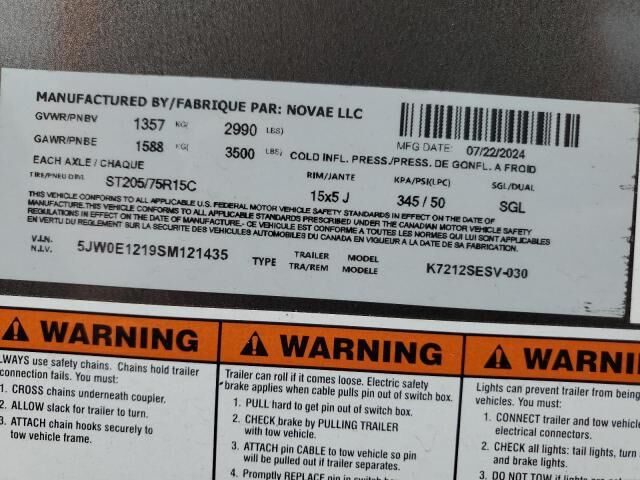 MANUFACTURED BY/FABRIQUE PAR: NOVAE LLC
GVWR/PNBV 1357 KG( 2990 LBS)
MFG DATE: 07/22/2024
GAWR/PNBE 1588 KG( 3500 LBS)
COLD INFL. PRESS/PRESS. DE GONFL. A FROID
EACH AXLE / CHAQUE
TIRE/PNEU DIM. ST205/75R15C
RIM/JANTE 15x5 J
KPA/PSI(LPC) 345 / 50
SGL/DUAL SGL
THIS VEHICLE CONFORMS TO ALL APPLICABLE U.S. FEDERAL MOTOR VEHICLE SAFETY STANDARDS IN EFFECT ON THE DATE OF
MANUFACTURE. THIS VEHICLE CONFORMS TO ALL APPLICABLE STANDARDS PRESCRIBED UNDER THE CANADIAN MOTOR VEHICLE SAFETY
REGULATIONS IN EFFECT ON THE DATE OF MANUFACTURE.- CE VEHICULE EST CONFORME A TOUTES LES NORMES QUI LUI SONT APPLICABLES
EN VERTU DU REGLEMENT SUR LA SECURITE DES VEHICULES AUTOMOBILES DU CANADA EN VIGUEUR A LA DATE DE SA FABRICATION.
V.I.N. 5JW0E1219SM121435
N.I.V.
TYPE TRAILER
TRA/REM
MODEL K7212SESV-030
MODÈLE
WARNING
ALWAYS use safety chains. Chains hold trailer
connection fails. You must:
1. CROSS chains underneath coupler.
2. ALLOW slack for trailer to turn.
3. ATTACH chain hooks securely to
tow vehicle frame.
WARNING
Trailer can roll if it comes loose. Electric safety
brake applies when cable pulls pin out of switch box.
1. PULL hard to get pin out of switch box.
2. CHECK brake by PULLING TRAILER
with tow vehicle.
3. ATTACH pin CABLE to tow vehicle so pin
will be pulled out if trailer separates.
4. Promptly REPLACE pin in switch
WARNING
Lights can prevent trailer from being
vehicles. You must:
1. CONNECT trailer and tow vehicle
electrical connectors.
2. CHECK all lights: tail lights, turn
and brake lights.
3. DO NOT TOW if lights are not